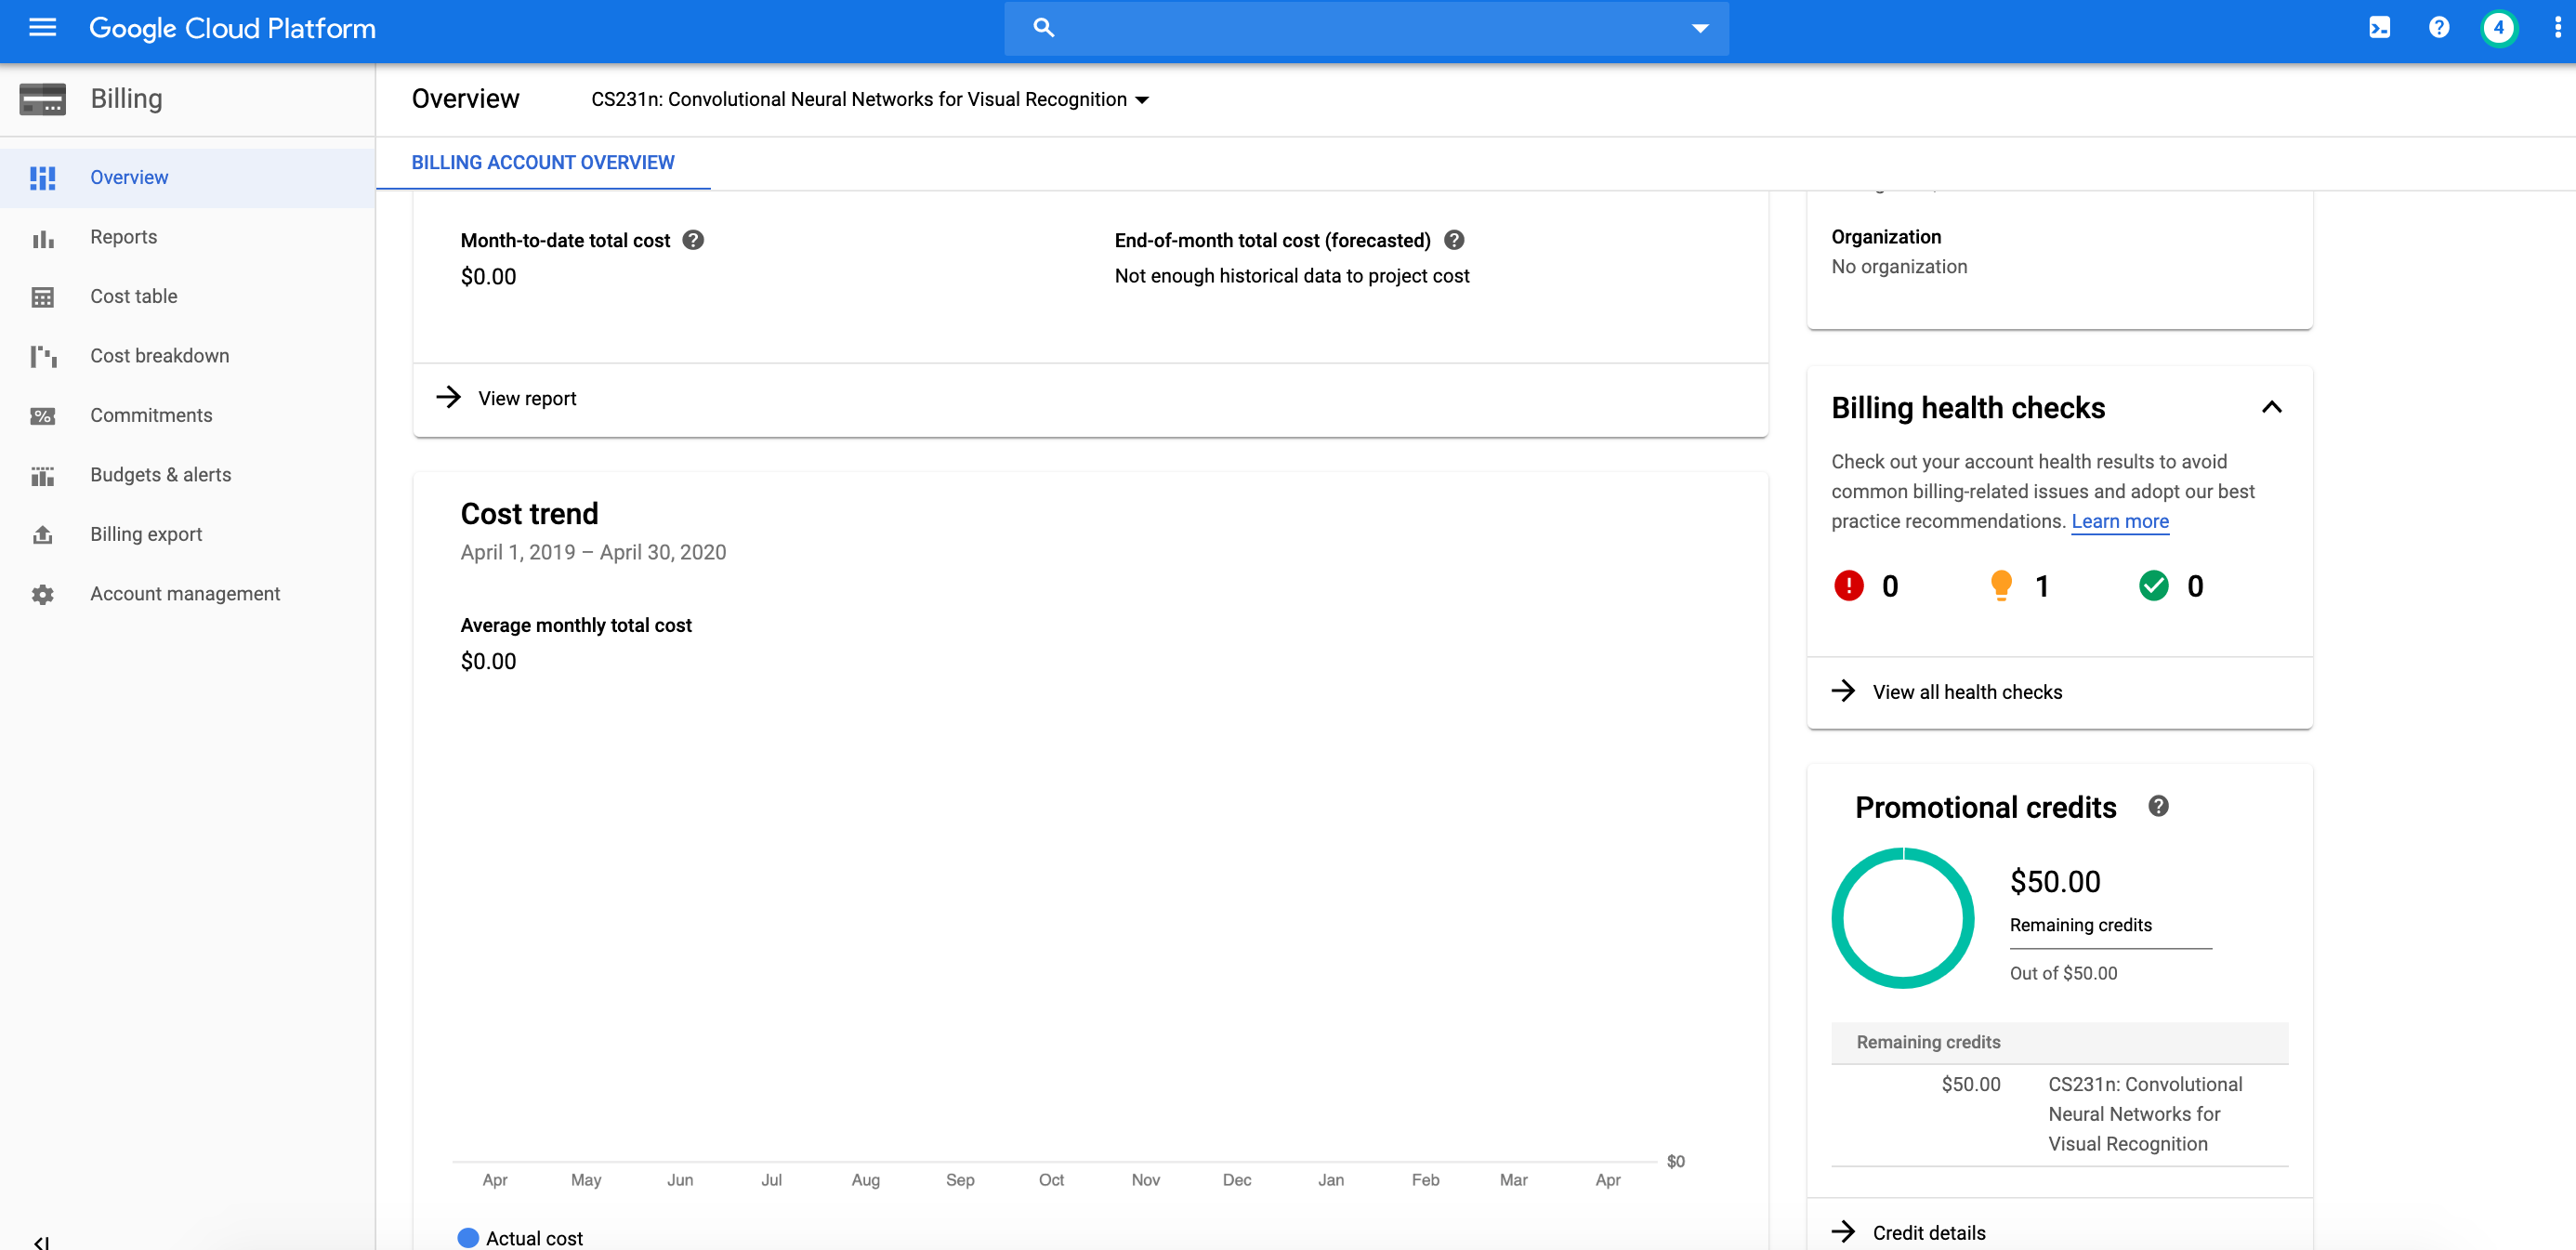 Google Cloud Platform
4
Billing
Overview
CS231n: Convolutional Neural Networks for Visual Recognition
BILLING ACCOUNT OVERVIEW
Overview
Reports
Cost table
Cost breakdown
Commitments
Budgets & alerts
Billing export
Account management
Month-to-date total cost
$0.00
End-of-month total cost (forecasted)
Not enough historical data to project cost
View report
Cost trend
April 1, 2019 – April 30, 2020
Average monthly total cost
$0.00
$0
Apr May Jun Jul Aug Sep Oct Nov Dec Jan Feb Mar Apr
Actual cost
Organization
No organization
Billing health checks
Check out your account health results to avoid
common billing-related issues and adopt our best
practice recommendations. Learn more
0 1 0
View all health checks
Promotional credits
$50.00
Remaining credits
Out of $50.00
Remaining credits
$50.00 CS231n: Convolutional
Neural Networks for
Visual Recognition
Credit details